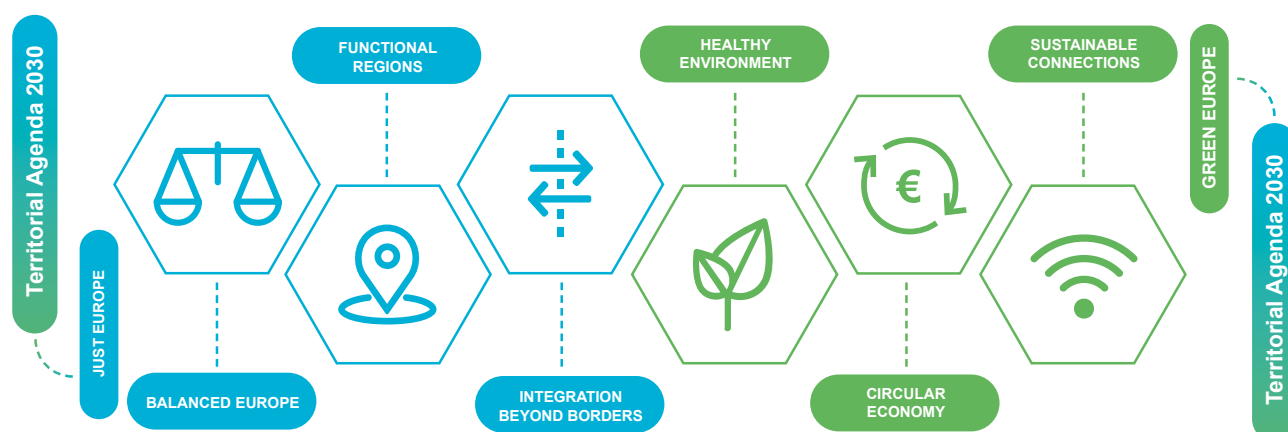 Territorial Agenda 2030
JUST EUROPE
BALANCED EUROPE
FUNCTIONAL
REGIONS
INTEGRATION
BEYOND BORDERS
HEALTHY
ENVIRONMENT
€
CIRCULAR
ECONOMY
SUSTAINABLE
CONNECTIONS
GREEN EUROPE
Territorial Agenda 2030